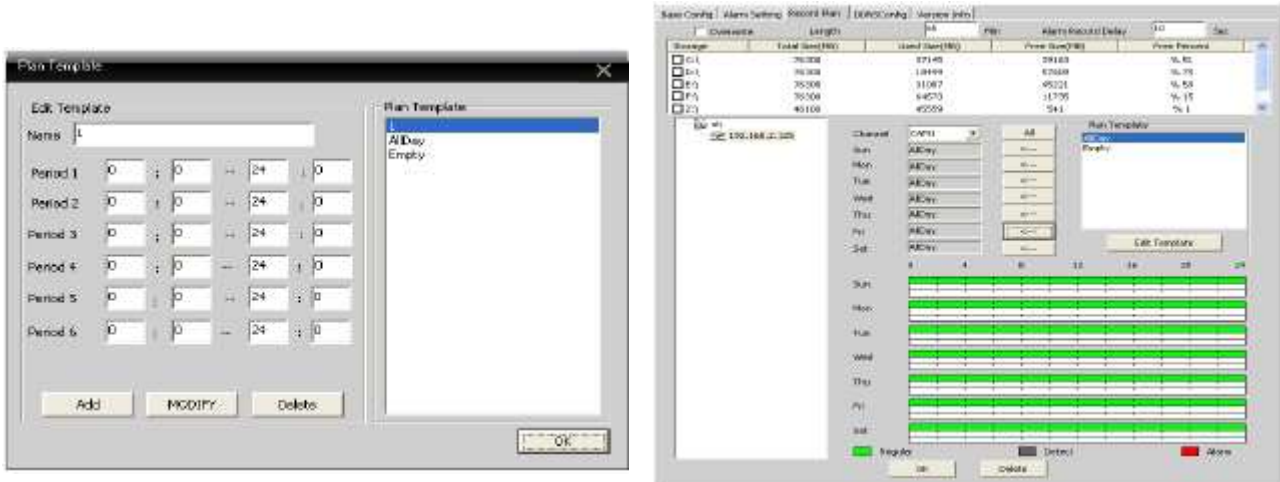 Plan Template
Edit Template
Name 1
Period 1 0 : 0 -- 24 : 0
Period 2 0 : 0 -- 24 : 0
Period 3 0 : 0 -- 24 : 0
Period 4 0 : 0 -- 24 : 0
Period 5 0 : 0 -- 24 : 0
Period 6 0 : 0 -- 24 : 0
Add MODIFY Delete
Plan Template
1
AllDay
Empty
OK
Base Config Alarm Setting Record Plan DDNSConfig Version Info
Overwrite Length Min Alarm Record Delay 10 Sec
Storage Total Size(MB) Used Size(MB) Free Size(MB) Free Percent
C:\
D:\
E:\
F:\
Channel CAM1 All
Sun AllDay <---
Mon AllDay <---
Tue AllDay <---
Wed AllDay <---
Thu AllDay <---
Fri AllDay <---
Sat AllDay <---
Plan Template
AllDay
Empty
Edit Template
0 4 8 12 16 20 24
Sun
Mon
Tue
Wed
Thu
Fri
Sat
Regular Detect Alarm
OK Delete